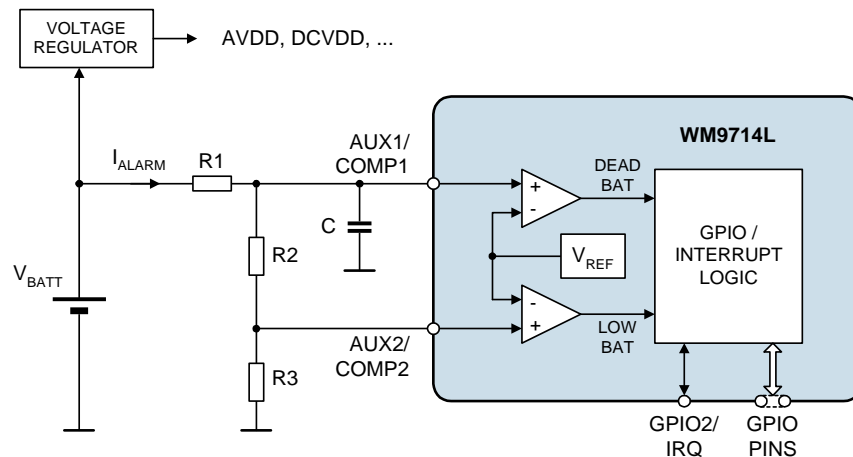 VOLTAGE
REGULATOR
AVDD, DCVDD, ...
WM9714L
I_ALARM
R1
AUX1/
COMP1
DEAD
BAT
+
-
C
R2
V_REF
GPIO /
INTERRUPT
LOGIC
V_BATT
-
+
LOW
BAT
AUX2/
COMP2
R3
GPIO2/
IRQ
GPIO
PINS